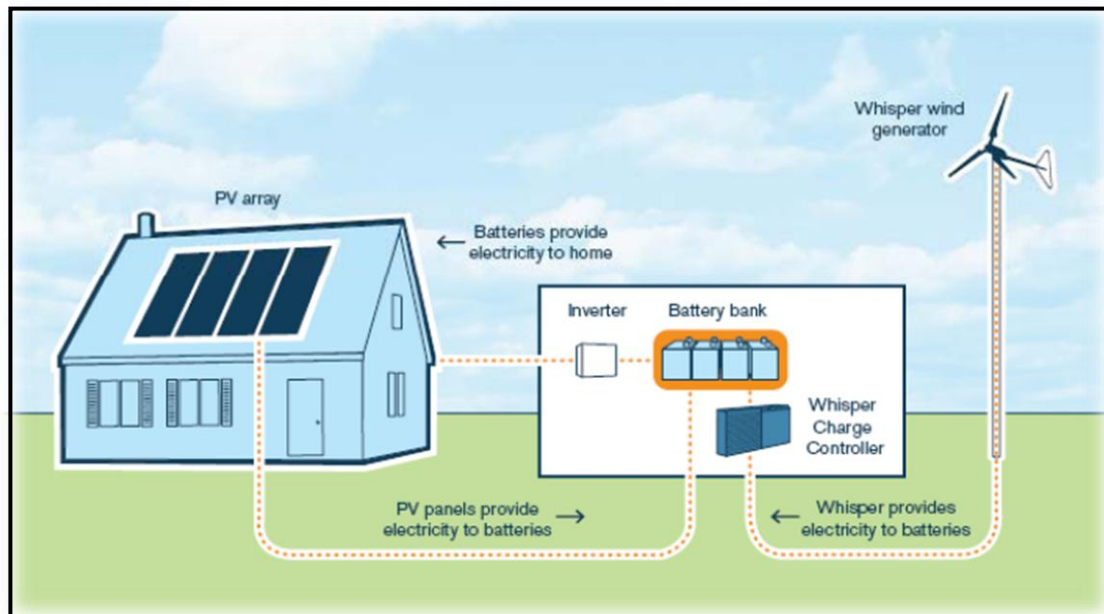 Whisper wind
generator
PV array
← Batteries provide
electricity to home
Inverter
Battery bank
Whisper
Charge
Controller
PV panels provide
electricity to batteries →
← Whisper provides
electricity to batteries